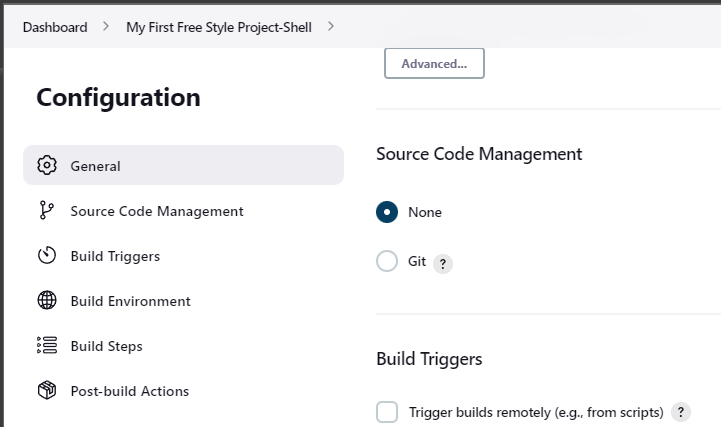 Dashboard > My First Free Style Project-Shell >
Advanced...
Configuration
General
Source Code Management
Build Triggers
Build Environment
Build Steps
Post-build Actions
Source Code Management
None
Git ?
Build Triggers
Trigger builds remotely (e.g., from scripts) ?